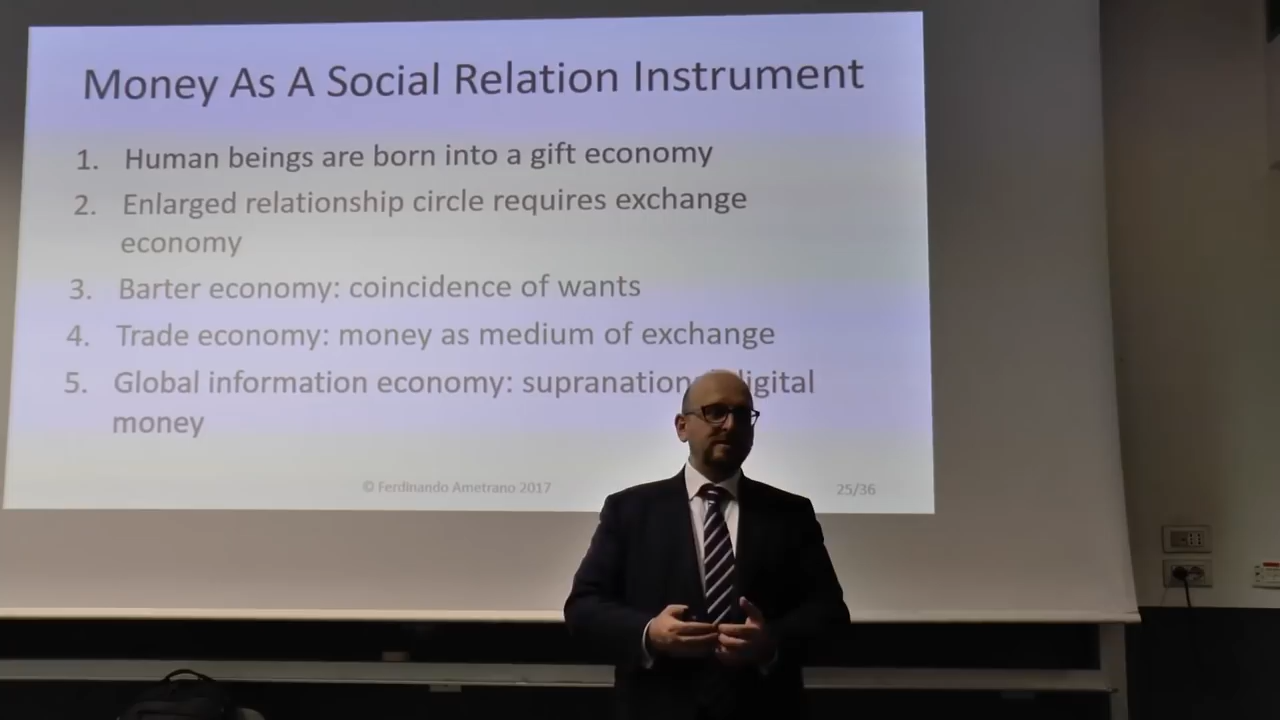 Money As A Social Relation Instrument
1. Human beings are born into a gift economy
2. Enlarged relationship circle requires exchange
economy
3. Barter economy: coincidence of wants
4. Trade economy: money as medium of exchange
5. Global information economy: supranation digital
money
© Ferdinando Ametrano 2017
25/36